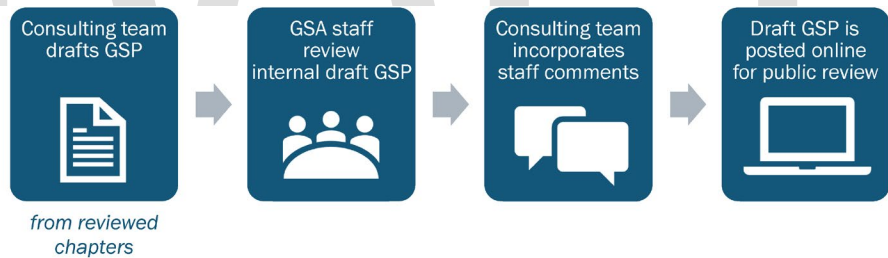 Consulting team
drafts GSP
GSA staff
review
internal draft GSP
Consulting team
incorporates
staff comments
Draft GSP is
posted online
for public review
from reviewed
chapters